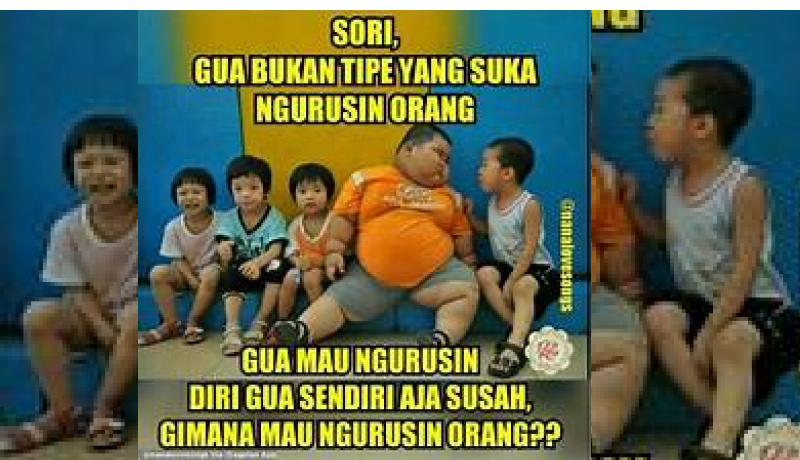 SORI,
GUA BUKAN TIPE YANG SUKA
NGURUSIN ORANG
@nanalovesongs
GUA MAU NGURUSIN
DIRI GUA SENDIRI AJA SUSAH,
GIMANA MAU NGURUSIN ORANG??